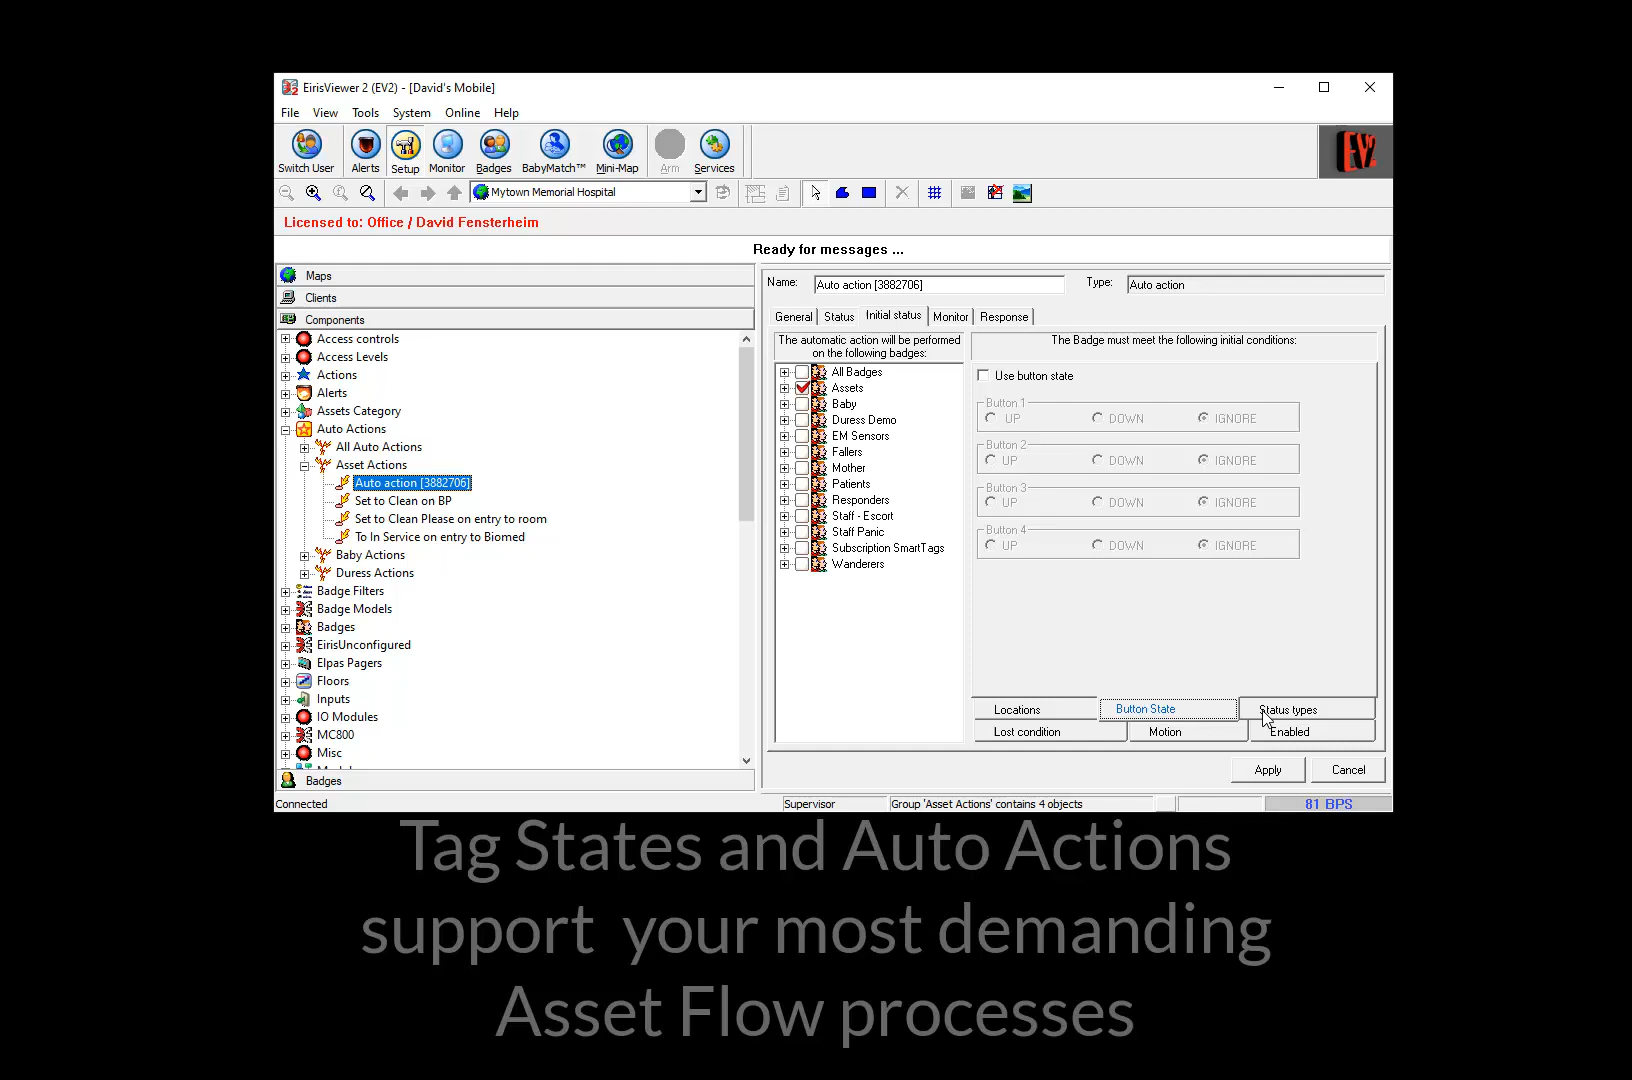 EirisViewer 2 (EV2) - [David's Mobile]
File View Tools System Online Help
Switch User Alerts Setup Monitor Badges BabyMatch™ Mini-Map Arm Services
EV2
Mytown Memorial Hospital
Licensed to: Office / David Fensterheim
Ready for messages ...
Maps
Clients
Components
Access controls
Access Levels
Actions
Alerts
Assets Category
Auto Actions
All Auto Actions
Asset Actions
Auto action [3882706]
Set to Clean on BP
Set to Clean Please on entry to room
To In Service on entry to Biomed
Baby Actions
Duress Actions
Badge Filters
Badge Models
Badges
EirisUnconfigured
Elpas Pagers
Floors
Inputs
IO Modules
MC800
Misc
Badges
Name: Auto action [3882706] Type: Auto action
General Status Initial status Monitor Response
The automatic action will be performed
on the following badges:
All Badges
Assets
Baby
Duress Demo
EM Sensors
Fallers
Mother
Patients
Responders
Staff - Escort
Staff Panic
Subscription SmartTags
Wanderers
The Badge must meet the following initial conditions:
Use button state
Button 1
UP DOWN IGNORE
Button 2
UP DOWN IGNORE
Button 3
UP DOWN IGNORE
Button 4
UP DOWN IGNORE
Locations Button State Status types
Lost condition Motion Enabled
Apply Cancel
Connected Supervisor Group 'Asset Actions' contains 4 objects 81 BPS
Tag States and Auto Actions
support your most demanding
Asset Flow processes